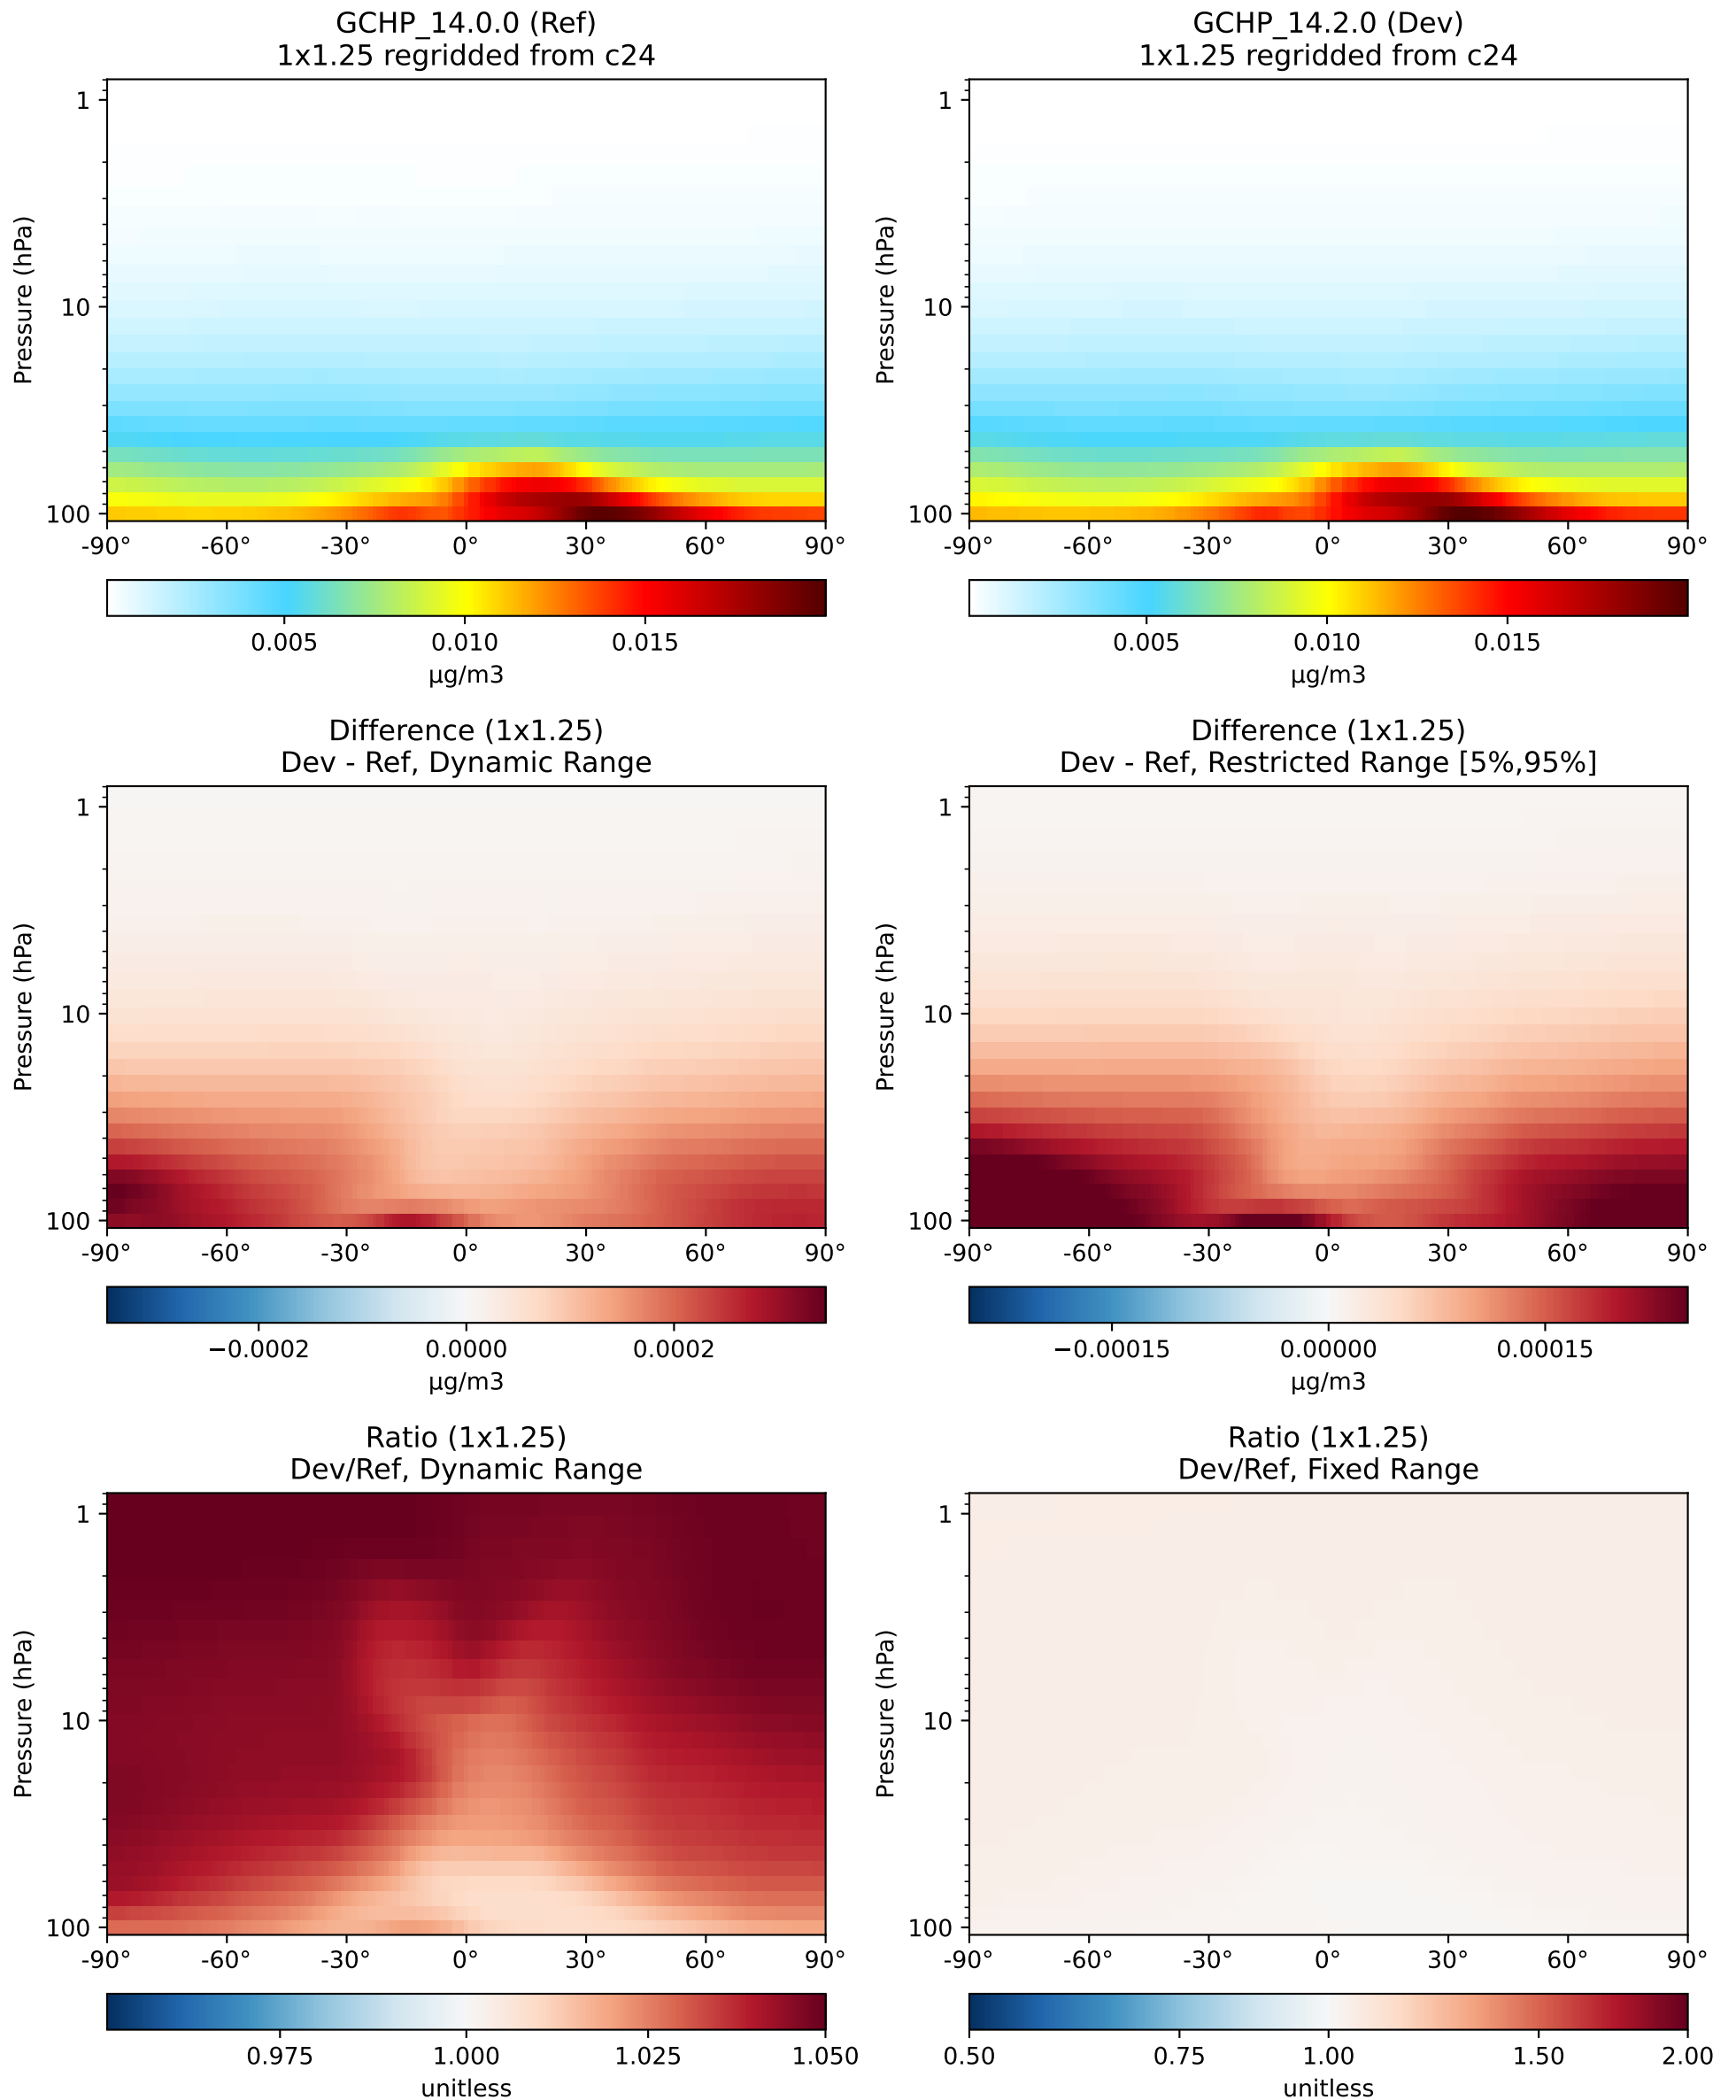 GCHP_14.0.0 (Ref)
1x1.25 regridded from c24
Pressure (hPa)
1
10
100
-90° -60° -30° 0° 30° 60° 90°
0.005 0.010 0.015
µg/m3
GCHP_14.2.0 (Dev)
1x1.25 regridded from c24
Pressure (hPa)
1
10
100
-90° -60° -30° 0° 30° 60° 90°
0.005 0.010 0.015
µg/m3
Difference (1x1.25)
Dev - Ref, Dynamic Range
Pressure (hPa)
1
10
100
-90° -60° -30° 0° 30° 60° 90°
−0.0002 0.0000 0.0002
µg/m3
Difference (1x1.25)
Dev - Ref, Restricted Range [5%,95%]
Pressure (hPa)
1
10
100
-90° -60° -30° 0° 30° 60° 90°
−0.00015 0.00000 0.00015
µg/m3
Ratio (1x1.25)
Dev/Ref, Dynamic Range
Pressure (hPa)
1
10
100
-90° -60° -30° 0° 30° 60° 90°
0.975 1.000 1.025 1.050
unitless
Ratio (1x1.25)
Dev/Ref, Fixed Range
Pressure (hPa)
1
10
100
-90° -60° -30° 0° 30° 60° 90°
0.50 0.75 1.00 1.50 2.00
unitless